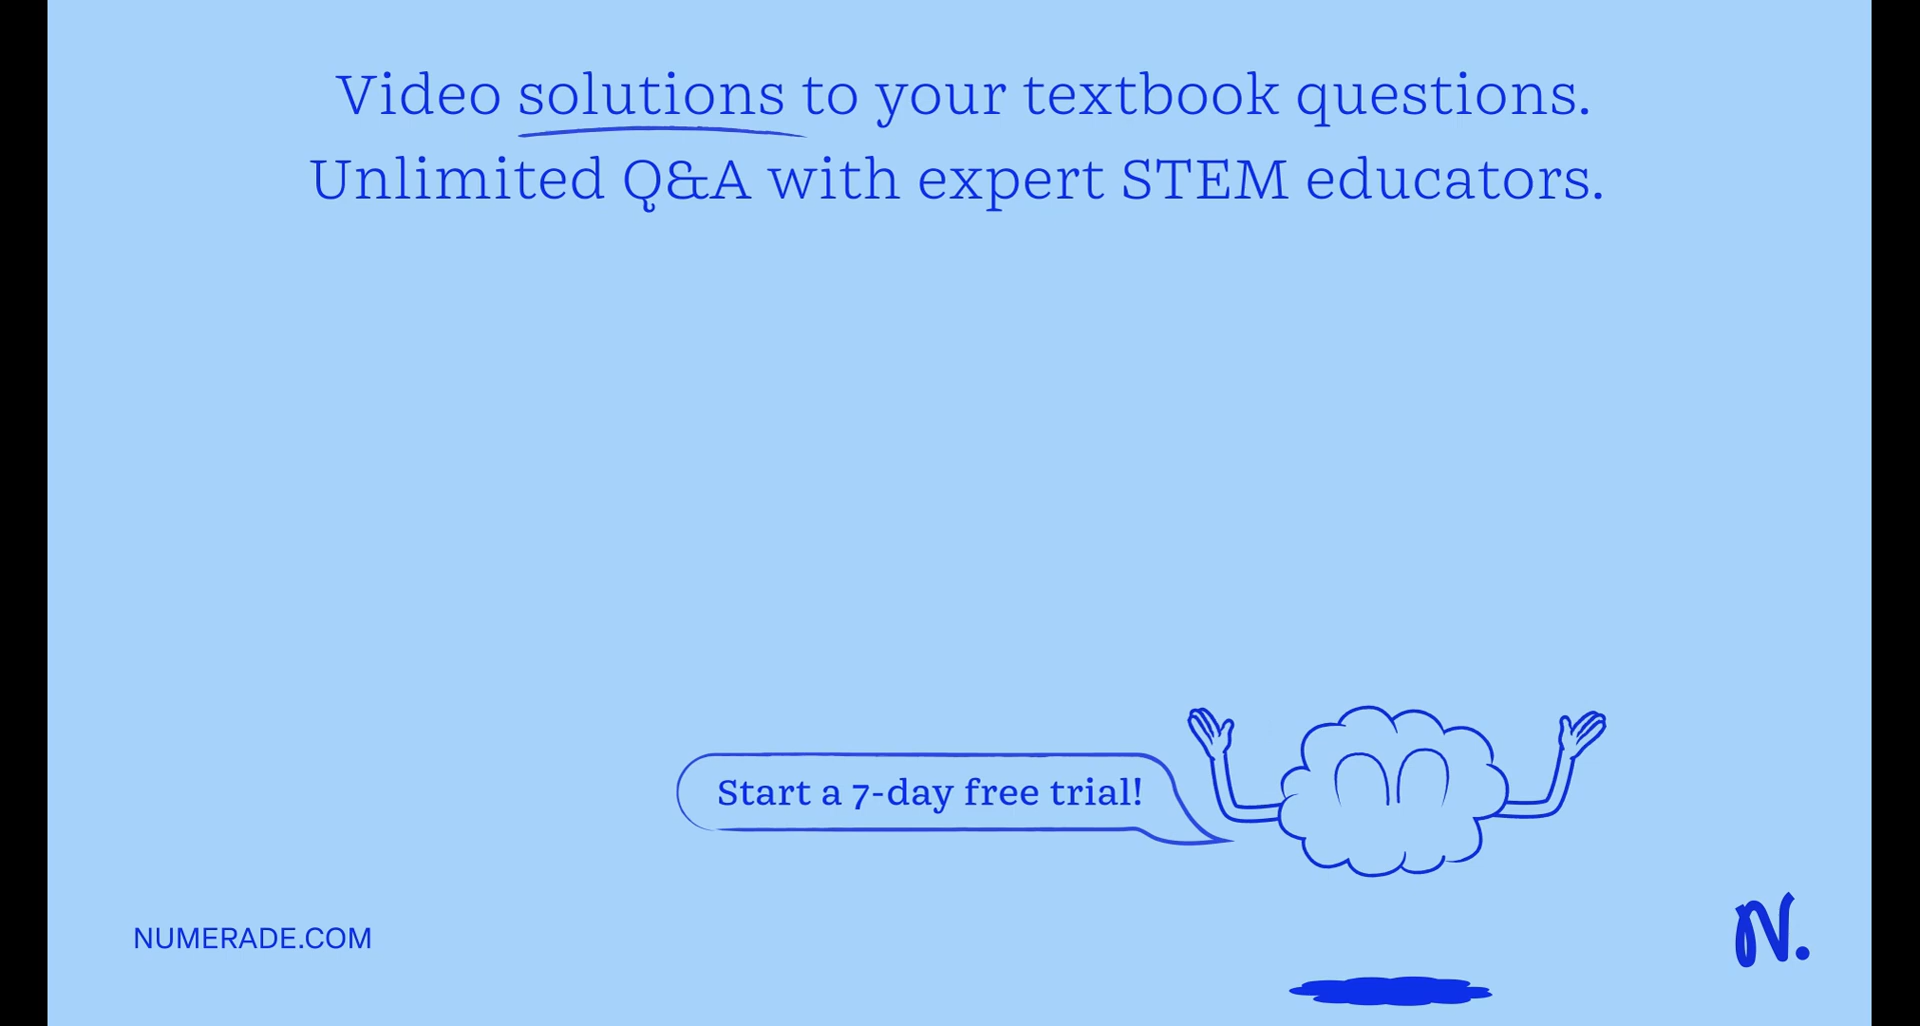 Video solutions to your textbook questions.
Unlimited Q&A with expert STEM educators.
Start a 7-day free trial!
NUMERADE.COM
N.